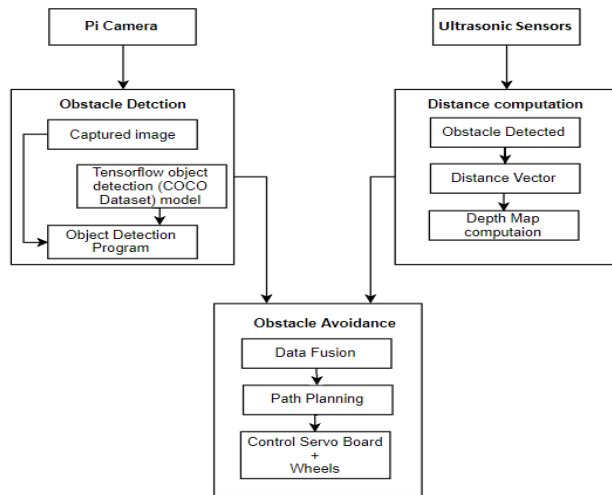 Pi Camera
Ultrasonic Sensors
Obstacle Detction
Captured image
Tensorflow object
detection (COCO
Dataset) model
Object Detection
Program
Distance computation
Obstacle Detected
Distance Vector
Depth Map
computaion
Obstacle Avoidance
Data Fusion
Path Planning
Control Servo Board
+
Wheels